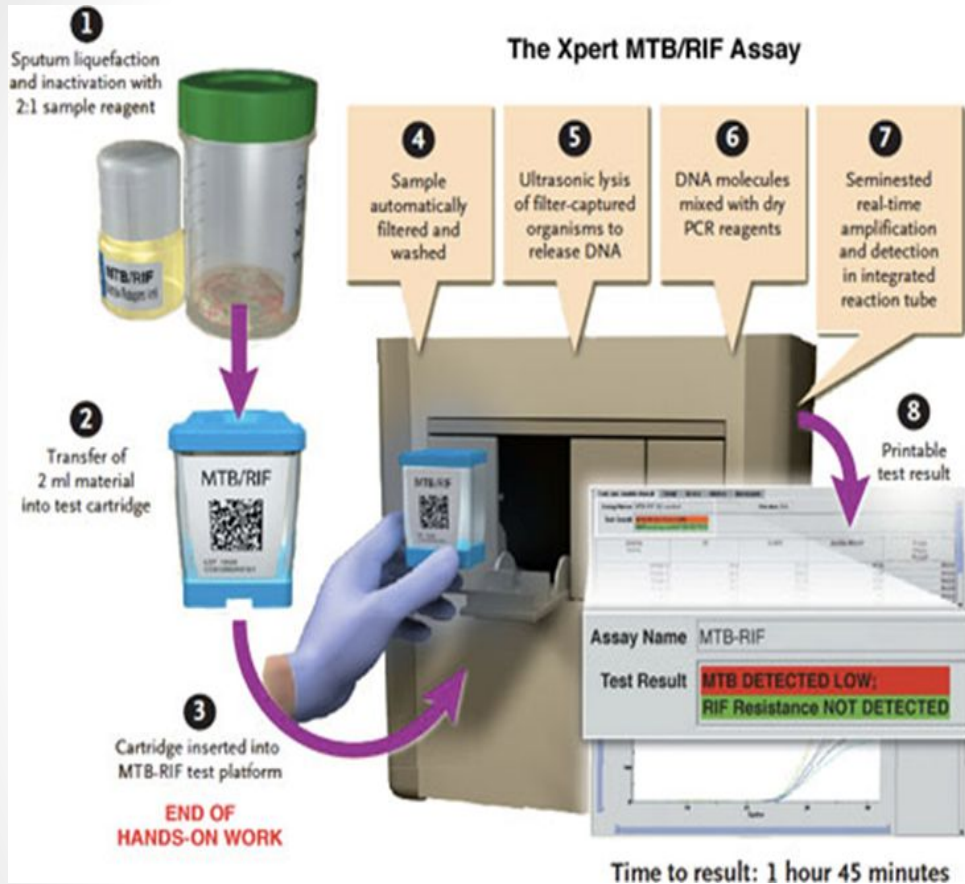 The Xpert MTB/RIF Assay
1
Sputum liquefaction
and inactivation with
2:1 sample reagent
MTB/RIF
2
Transfer of
2 ml material
into test cartridge
MTB/RIF
3
Cartridge inserted into
MTB-RIF test platform
END OF
HANDS-ON WORK
4
Sample
automatically
filtered and
washed
5
Ultrasonic lysis
of filter-captured
organisms to
release DNA
6
DNA molecules
mixed with dry
PCR reagents
7
Seminested
real-time
amplification
and detection
in integrated
reaction tube
MTB/RIF
8
Printable
test result
Assay Name MTB-RIF
Test Result MTB DETECTED LOW;
RIF Resistance NOT DETECTED
Time to result: 1 hour 45 minutes